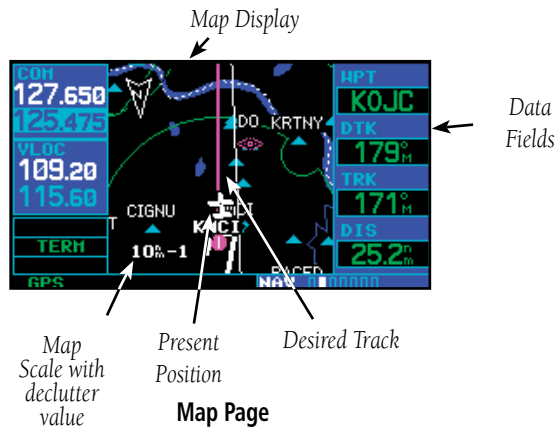 Map Display
COM
127.650
125.475
VLOC
109.20
115.60
TERM
GPS
DO
KRTNY
CIGNU
T
KMCI
10nm-1
NAV
WPT
KOJC
DTK
179°M
TRK
171°M
DIS
25.2nm
Data
Fields
Map
Scale with
declutter
value
Present
Position
Desired Track
Map Page